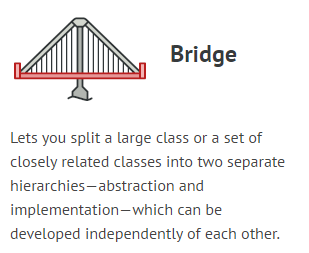 Bridge
Lets you split a large class or a set of
closely related classes into two separate
hierarchies—abstraction and
implementation—which can be
developed independently of each other.